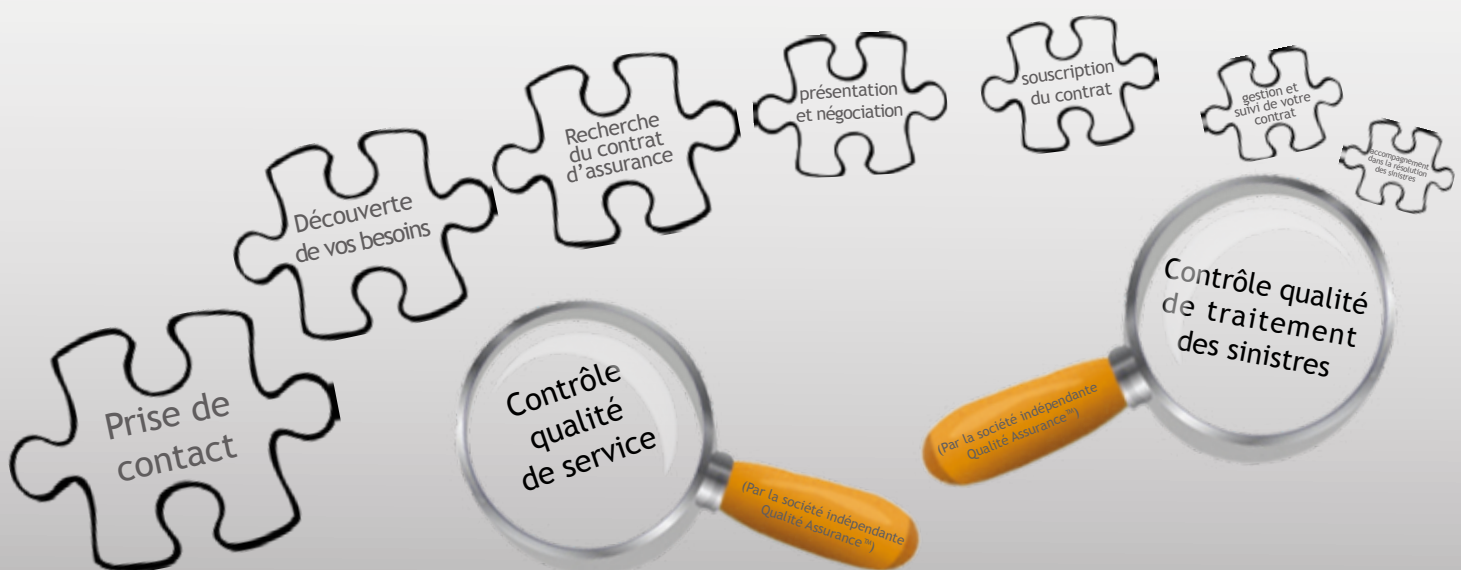 Prise de
contact
Découverte
de vos besoins
Recherche
du contrat
d'assurance
présentation
et négociation
souscription
du contrat
gestion et
suivi de votre
contrat
accompagnément
dans la résolution
des sinistres
Contrôle
qualité
de service
(Par la société indépendante
Qualité Assurance™)
Contrôle qualité
de traitement
des sinistres
(Par la société indépendante
Qualité Assurance™)